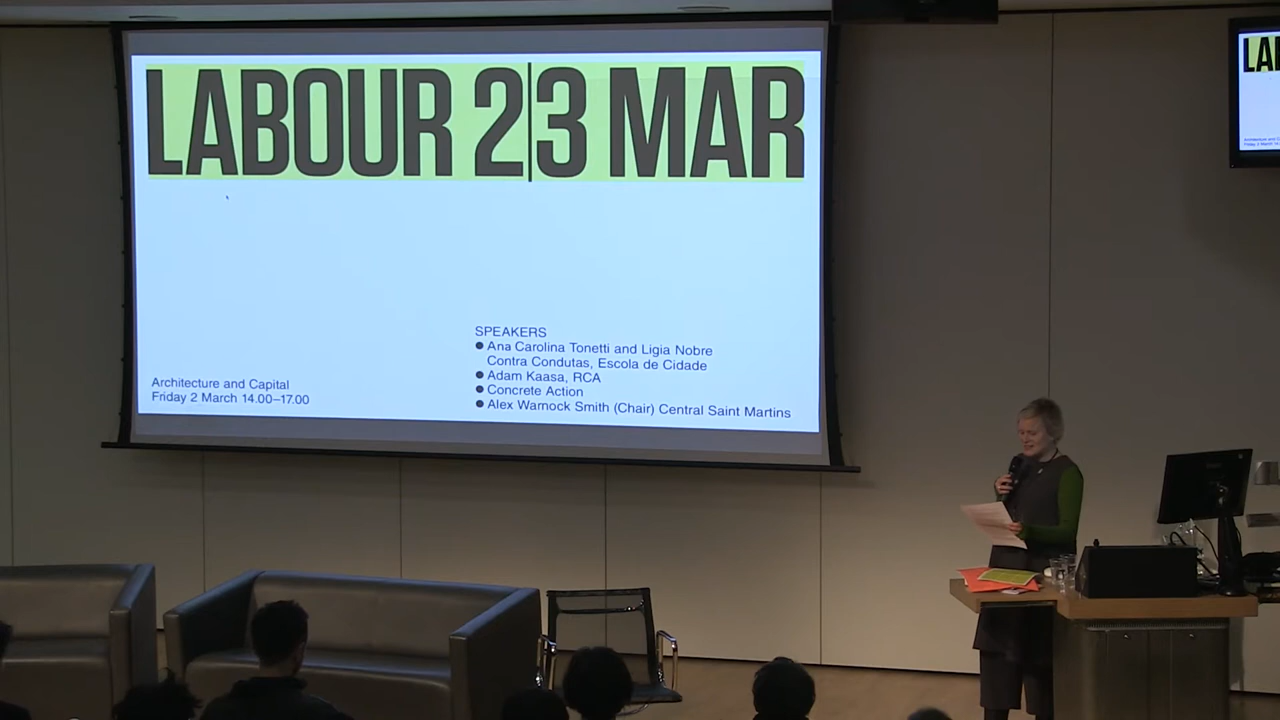 LABOUR 2|3 MAR
SPEAKERS
● Ana Carolina Tonetti and Ligia Nobre
Contra Condutas, Escola de Cidade
● Adam Kaasa, RCA
● Concrete Action
● Alex Warnock Smith (Chair) Central Saint Martins
Architecture and Capital
Friday 2 March 14.00–17.00
LA